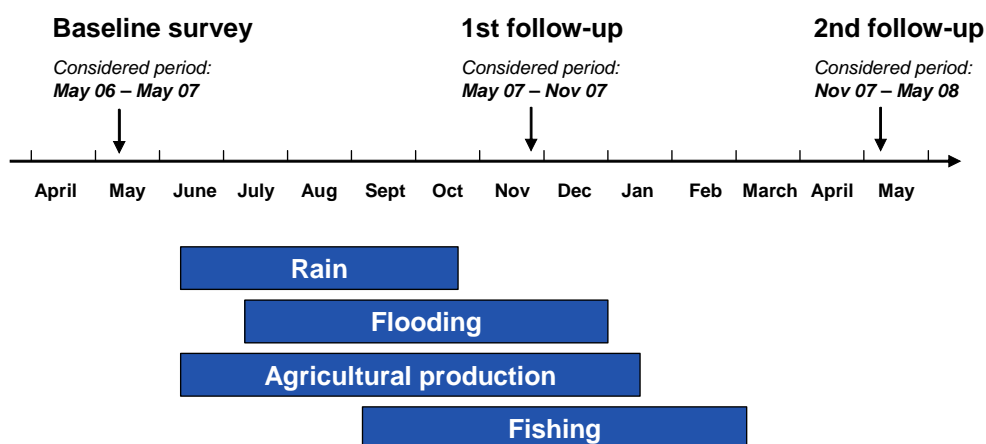 Baseline survey
Considered period:
May 06 – May 07
1st follow-up
Considered period:
May 07 – Nov 07
2nd follow-up
Considered period:
Nov 07 – May 08
April May June July Aug Sept Oct Nov Dec Jan Feb March April May
Rain
Flooding
Agricultural production
Fishing